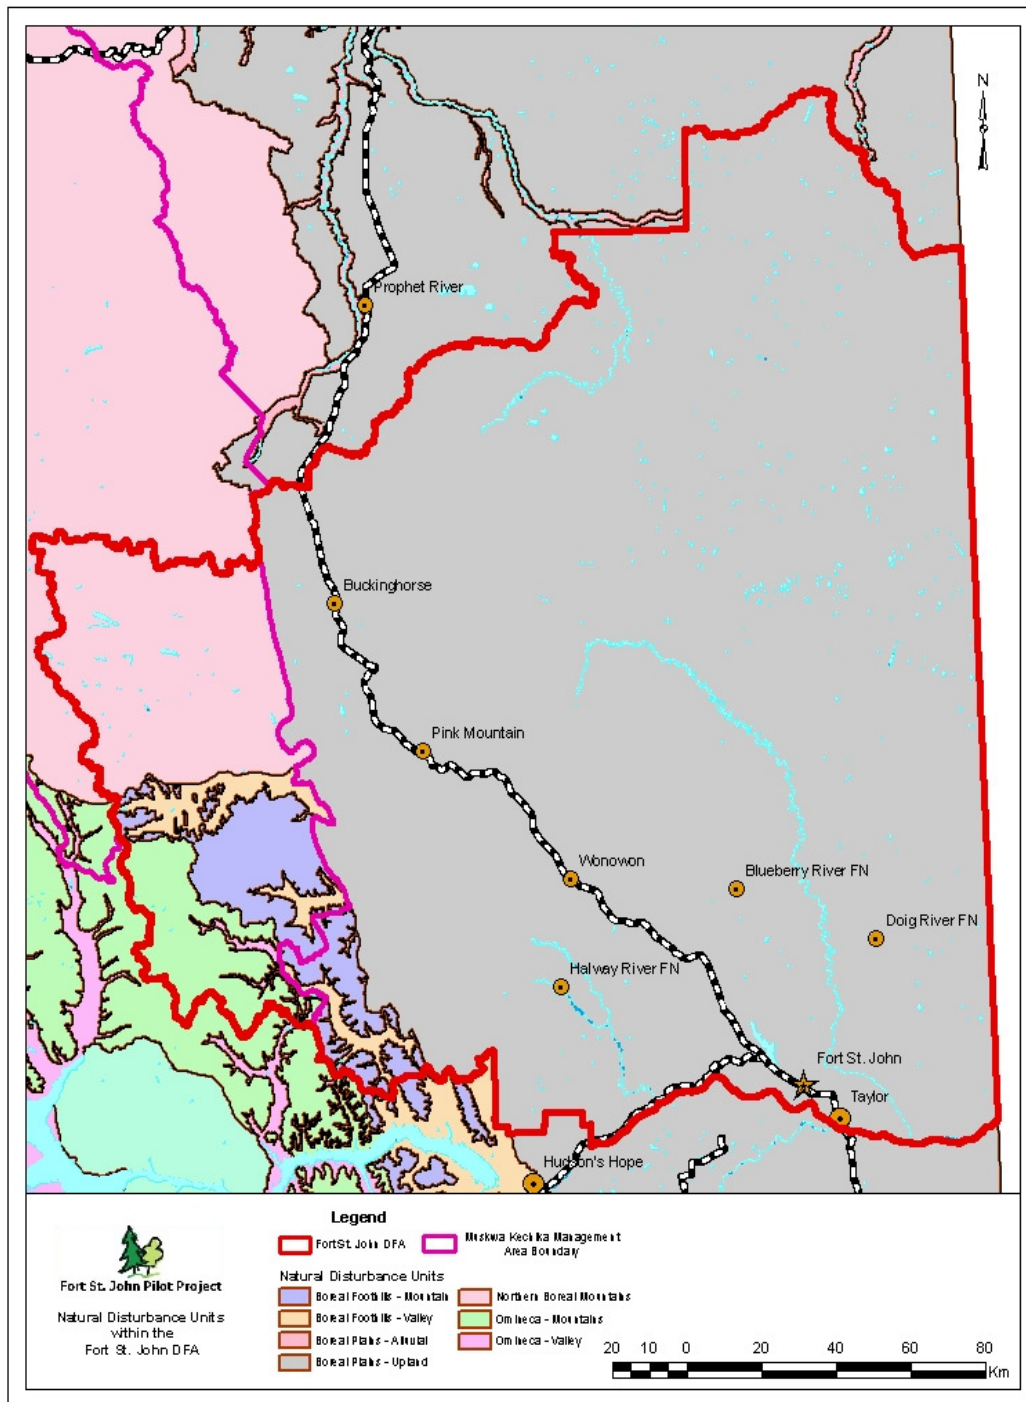 N
Prophet River
Buckinghorse
Pink Mountain
Wonowon
Blueberry River FN
Doig River FN
Halway River FN
Fort St. John
Taylor
Hudson's Hope
Legend
Fort St. John DFA
Muskwa Kechika Management
Area Boundary
Fort St. John Pilot Project
Natural Disturbance Units
within the
Fort St. John DFA
Natural Disturbance Units
Boreal Foothills - Mountain
Boreal Foothills - Valley
Boreal Plains - Alluvial
Boreal Plains - Upland
Northern Boreal Mountains
Omineca - Mountains
Omineca - Valley
20 10 0 20 40 60 80
Km